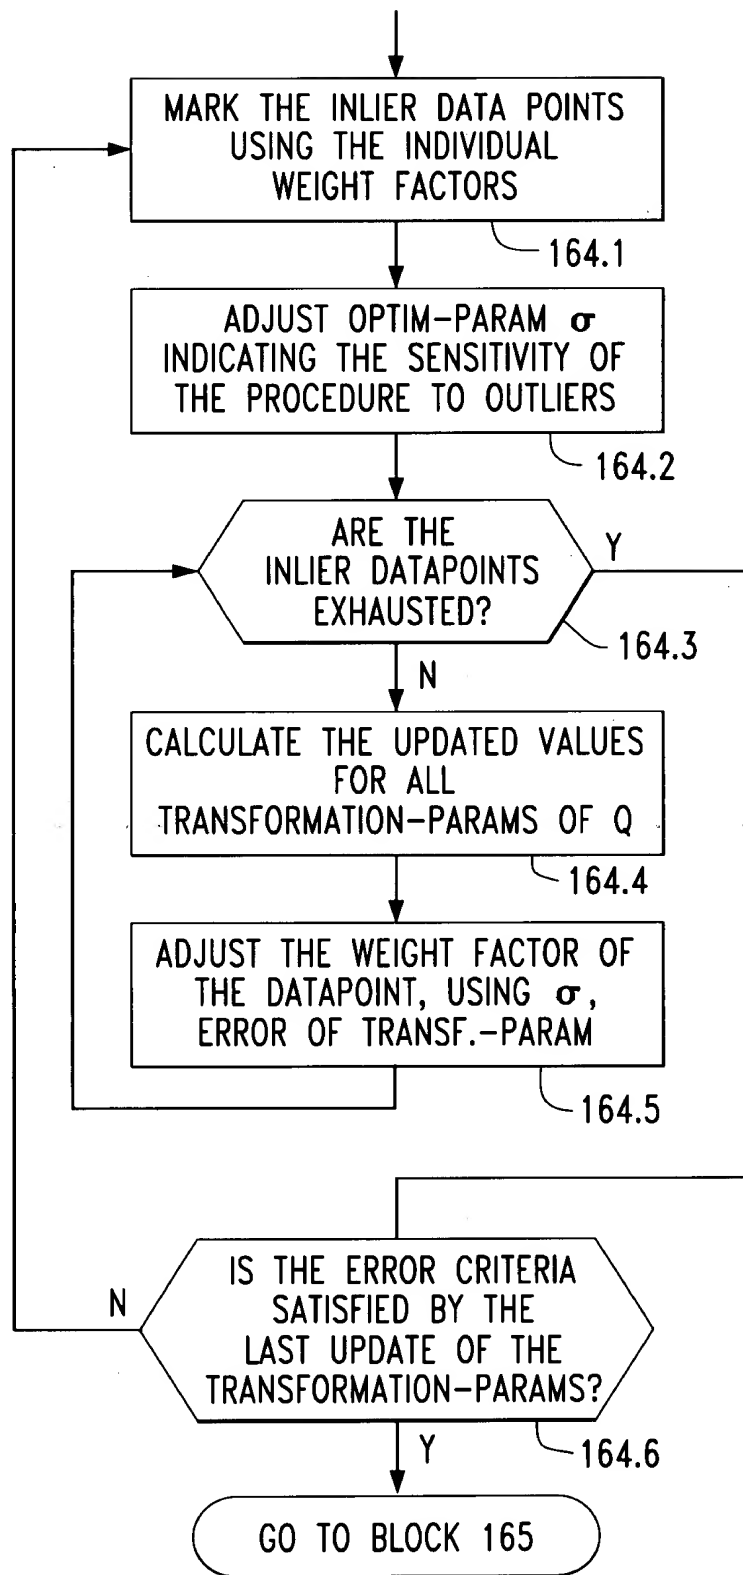 MARK THE INLIER DATA POINTS
USING THE INDIVIDUAL
WEIGHT FACTORS
164.1
ADJUST OPTIM-PARAM σ
INDICATING THE SENSITIVITY OF
THE PROCEDURE TO OUTLIERS
164.2
ARE THE
INLIER DATAPOINTS
EXHAUSTED?
Y
164.3
N
CALCULATE THE UPDATED VALUES
FOR ALL
TRANSFORMATION-PARAMS OF Q
164.4
ADJUST THE WEIGHT FACTOR OF
THE DATAPOINT, USING σ,
ERROR OF TRANSF.-PARAM
164.5
IS THE ERROR CRITERIA
SATISFIED BY THE
LAST UPDATE OF THE
TRANSFORMATION-PARAMS?
N
164.6
Y
GO TO BLOCK 165